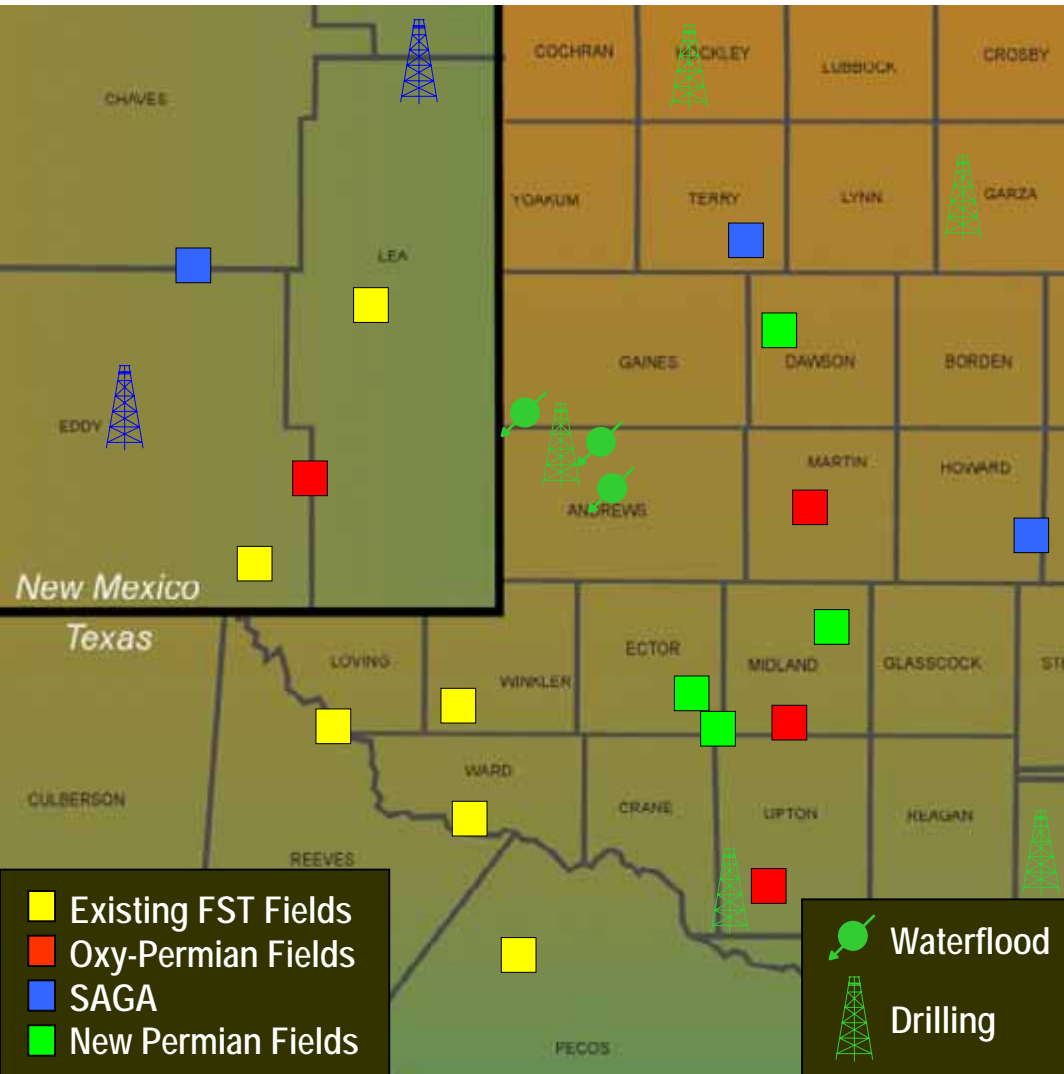 COCHRAN
HOCKLEY
LUBBOCK
CROSBY
CHAVES
YOAKUM
TERRY
LYNN
GARZA
LEA
GAINES
DAWSON
BORDEN
EDDY
MARTIN
HOWARD
ANDREWS
New Mexico
Texas
LOVING
WINKLER
ECTOR
MIDLAND
GLASSCOCK
STE
WARD
CULBERSON
CRANE
UPTON
REAGAN
REEVES
PECOS
Existing FST Fields
Oxy-Permian Fields
SAGA
New Permian Fields
Waterflood
Drilling